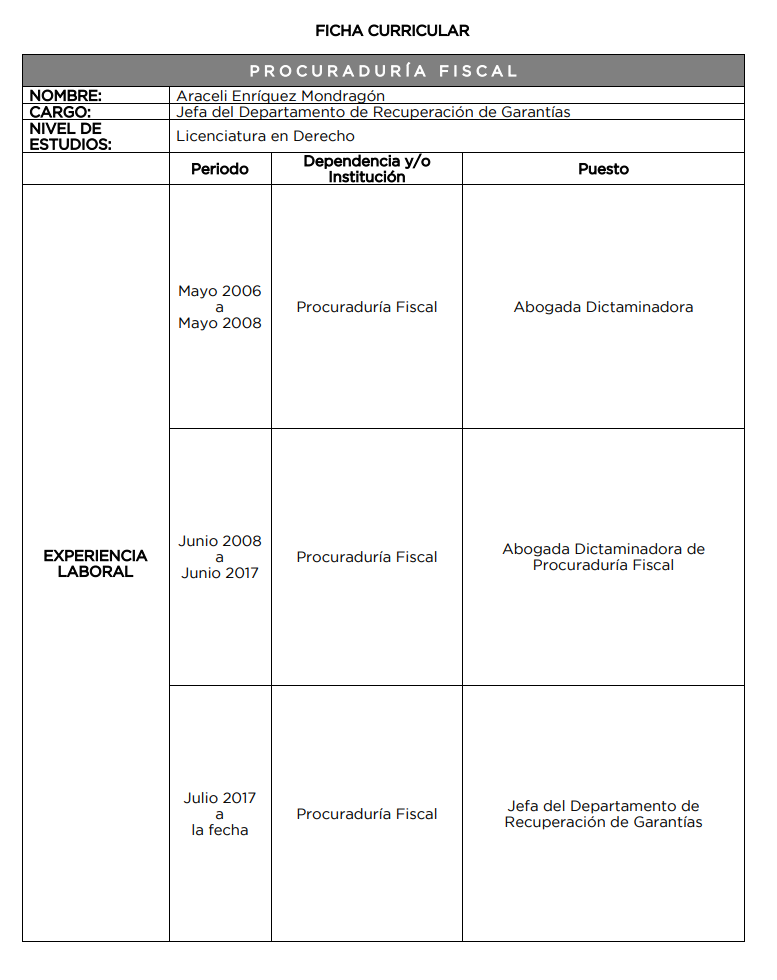 FICHA CURRICULAR
PROCURADURÍA FISCAL
NOMBRE: Araceli Enríquez Mondragón
CARGO: Jefa del Departamento de Recuperación de Garantías
NIVEL DE
ESTUDIOS:
Licenciatura en Derecho
Periodo
Dependencia y/o
Institución
Puesto
EXPERIENCIA
LABORAL
Mayo 2006
a
Mayo 2008
Procuraduría Fiscal
Abogada Dictaminadora
Junio 2008
a
Junio 2017
Procuraduría Fiscal
Abogada Dictaminadora de
Procuraduría Fiscal
Julio 2017
a
la fecha
Procuraduría Fiscal
Jefa del Departamento de
Recuperación de Garantías